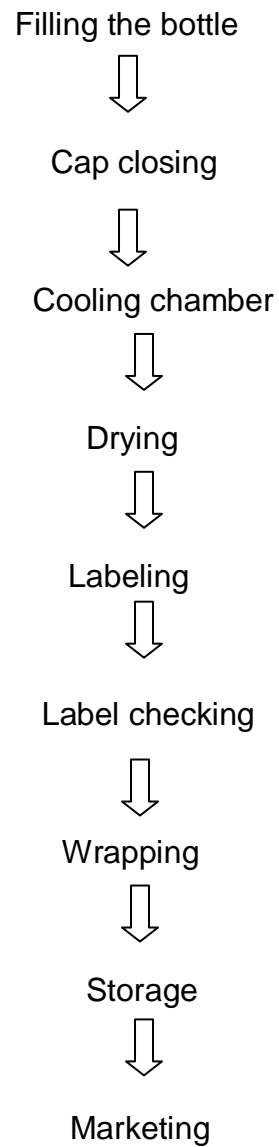 Filling the bottle
Cap closing
Cooling chamber
Drying
Labeling
Label checking
Wrapping
Storage
Marketing